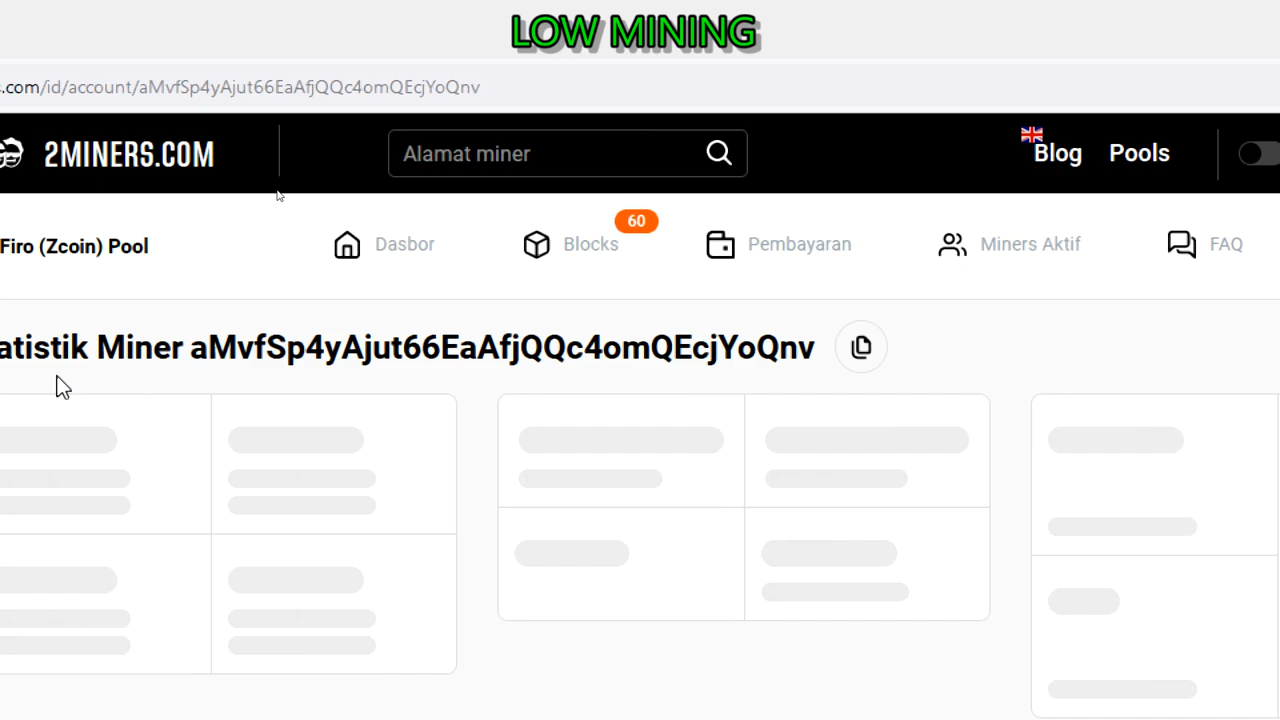 LOW MINING
.com/id/account/aMvfSp4yAjut66EaAfjQQc4omQEcjYoQnv
2MINERS.COM
Alamat miner
Blog
Pools
Firo (Zcoin) Pool
Dasbor
Blocks
60
Pembayaran
Miners Aktif
FAQ
atistik Miner aMvfSp4yAjut66EaAfjQQc4omQEcjYoQnv